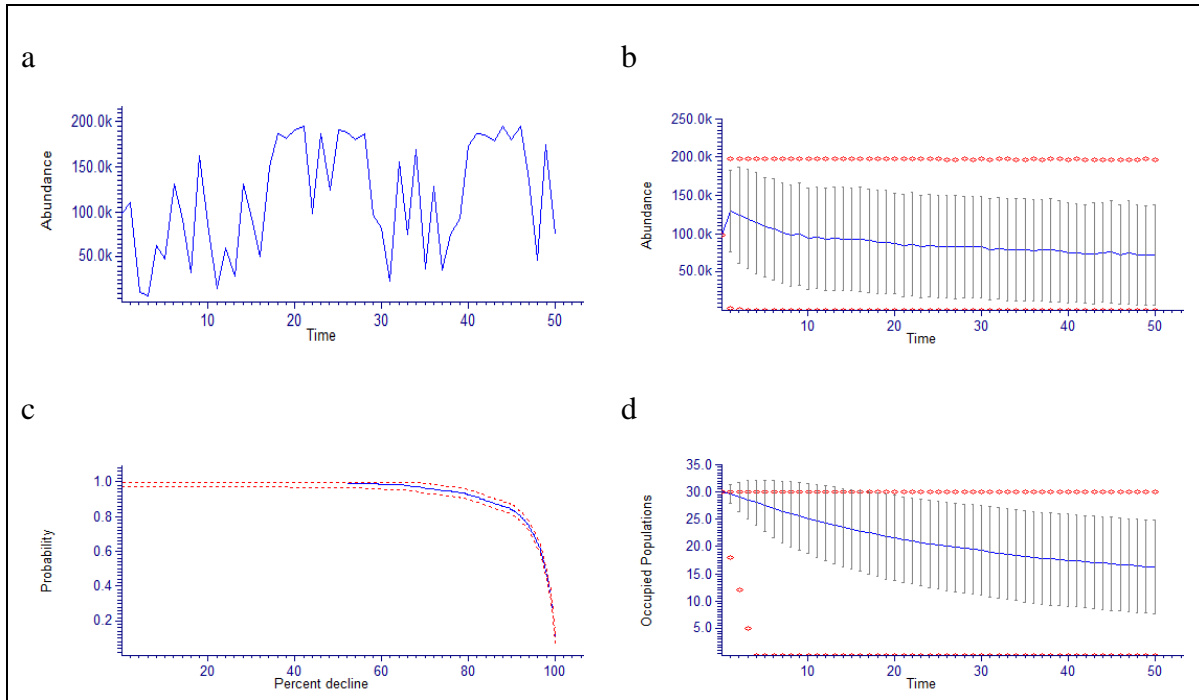 a
Abundance
200.0k
150.0k
100.0k
50.0k
10 20 30 40 50
Time
b
Abundance
250.0k
200.0k
150.0k
100.0k
50.0k
10 20 30 40 50
Time
c
Probability
1.0
0.8
0.6
0.4
0.2
20 40 60 80 100
Percent decline
d
Occupied Populations
35.0
30.0
25.0
20.0
15.0
10.0
5.0
10 20 30 40 50
Time